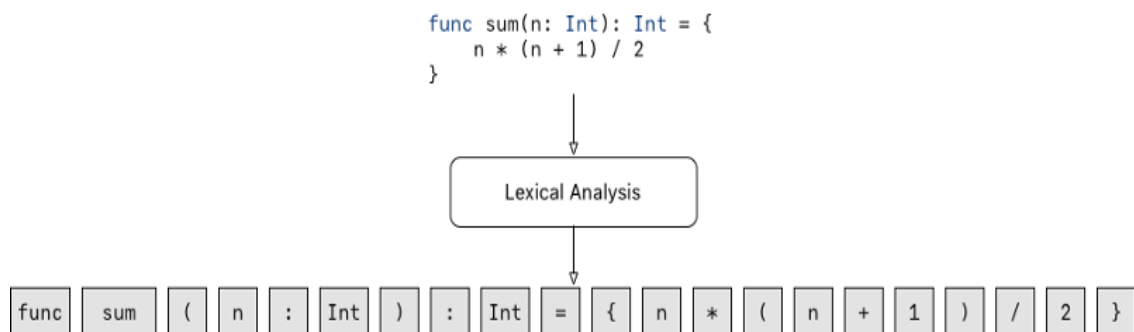 func sum(n: Int): Int = {
    n * (n + 1) / 2
}
Lexical Analysis
func sum ( n : Int ) : Int = { n * ( n + 1 ) / 2 }